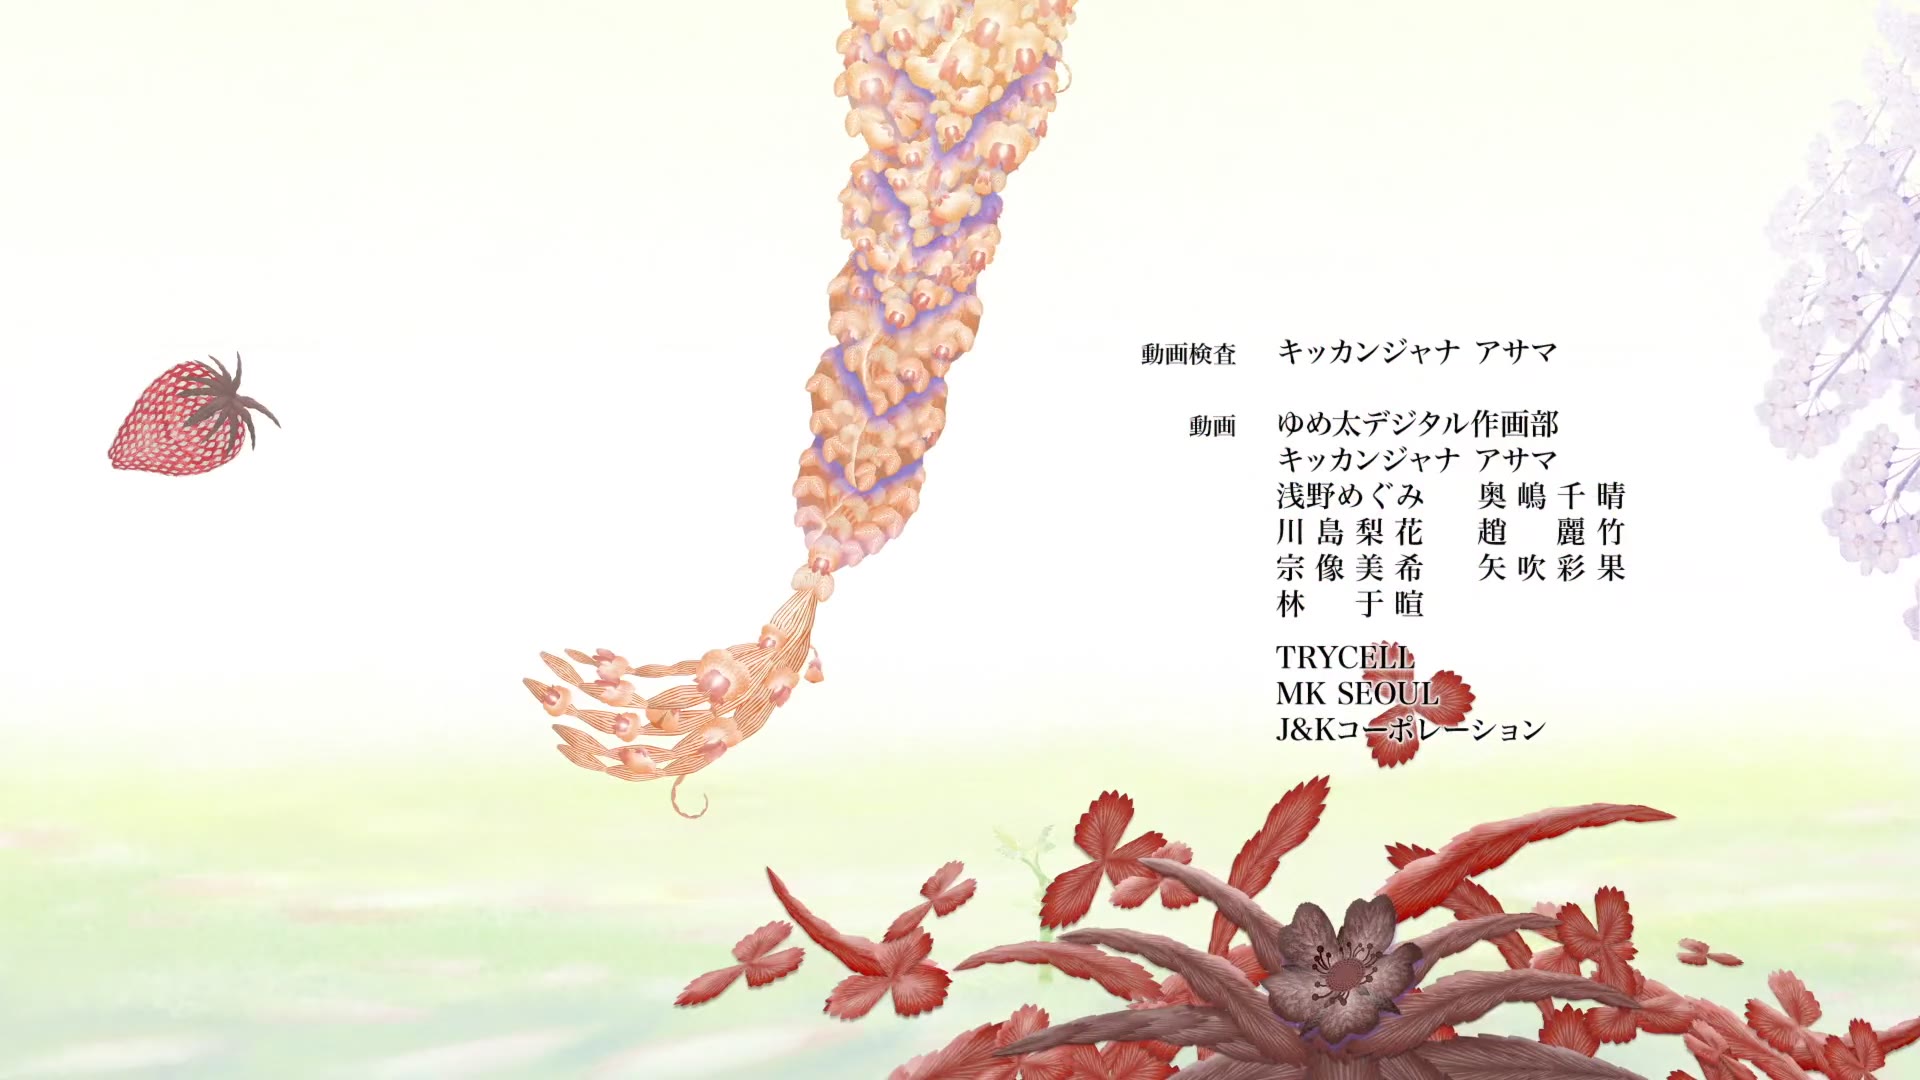 動画検査 キッカンジャナ アサマ
動画 ゆめ太デジタル作画部
キッカンジャナ アサマ
浅野めぐみ 奥嶋千晴
川島梨花 趙麗竹
宗像美希 矢吹彩果
林于暄
TRYCELL
MK SEOUL
J&Kコーポレーション